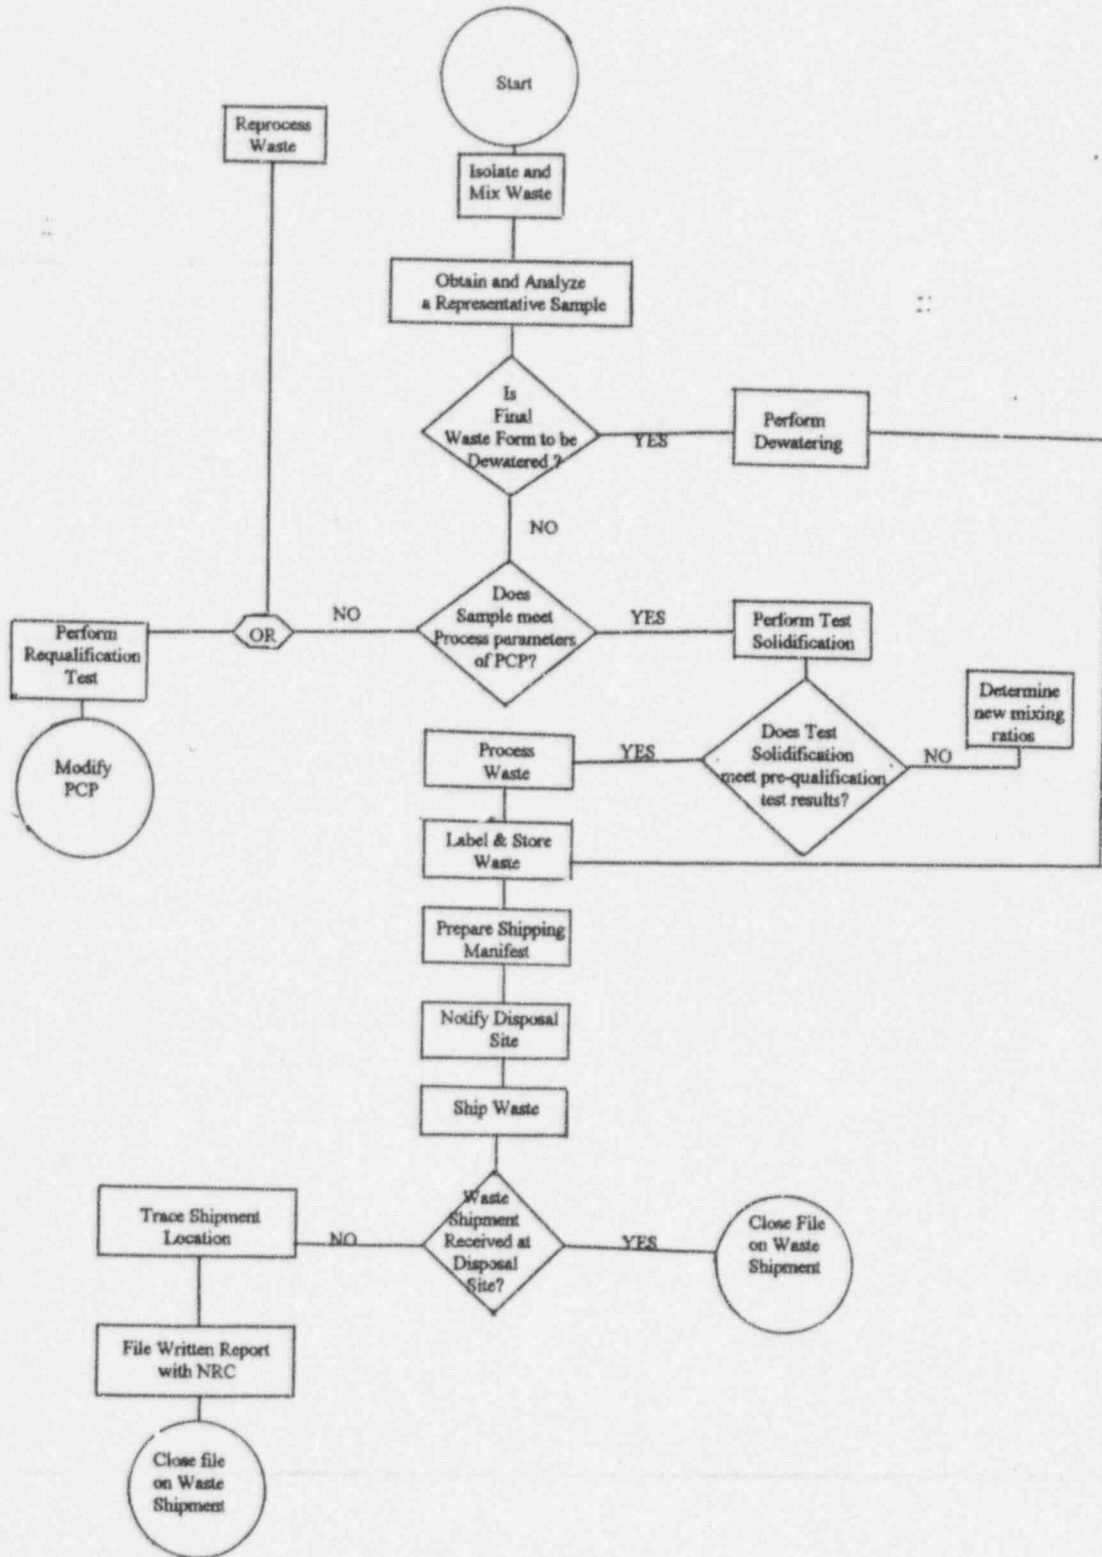 Start
Reprocess
Waste
Isolate and
Mix Waste
Obtain and Analyze
a Representative Sample
Is
Final
Waste Form to be
Dewatered ?
YES
Perform
Dewatering
NO
Does
Sample meet
Process parameters
of PCP?
NO
OR
Perform
Requalification
Test
Modify
PCP
YES
Perform Test
Solidification
Does Test
Solidification
meet pre-qualification
test results?
NO
Determine
new mixing
ratios
YES
Process
Waste
Label & Store
Waste
Prepare Shipping
Manifest
Notify Disposal
Site
Ship Waste
Waste
Shipment
Received at
Disposal
Site?
NO
Trace Shipment
Location
File Written Report
with NRC
Close file
on Waste
Shipment
YES
Close File
on Waste
Shipment